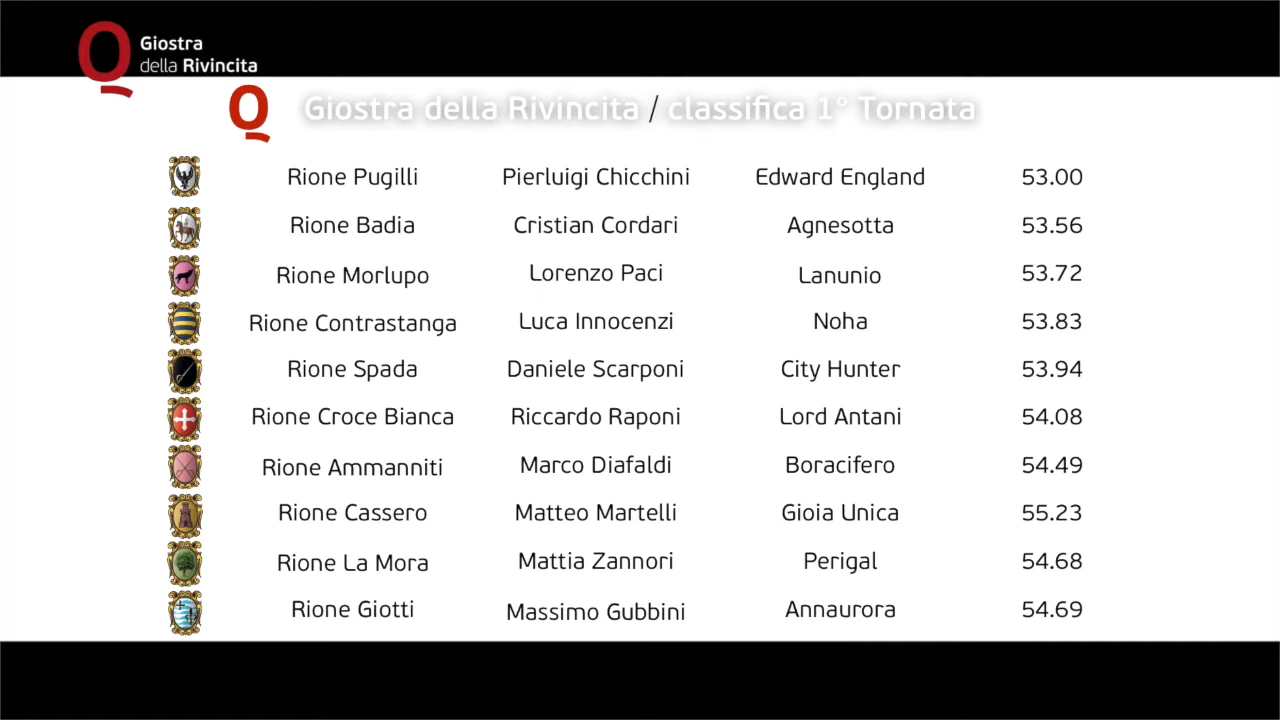 Giostra
della Rivincita
Giostra della Rivincita / classifica 1° Tornata
Rione Pugilli Pierluigi Chicchini Edward England 53.00
Rione Badia Cristian Cordari Agnesotta 53.56
Rione Morlupo Lorenzo Paci Lanunio 53.72
Rione Contrastanga Luca Innocenzi Noha 53.83
Rione Spada Daniele Scarponi City Hunter 53.94
Rione Croce Bianca Riccardo Raponi Lord Antani 54.08
Rione Ammanniti Marco Diafaldi Boracifero 54.49
Rione Cassero Matteo Martelli Gioia Unica 55.23
Rione La Mora Mattia Zannori Perigal 54.68
Rione Giotti Massimo Gubbini Annaurora 54.69